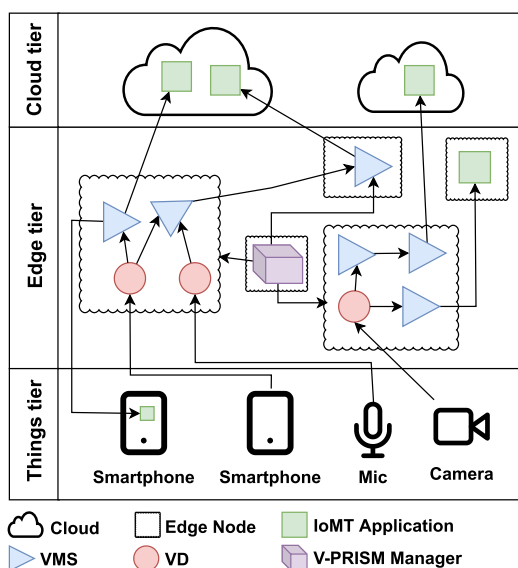 Cloud tier
Edge tier
Things tier
Smartphone
Smartphone
Mic
Camera
Cloud
Edge Node
IoMT Application
VMS
VD
V-PRISM Manager